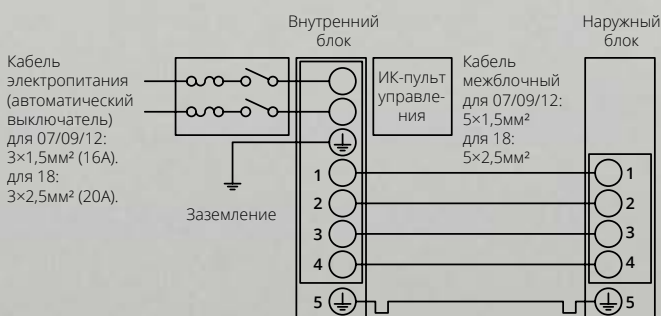 Внутренний
блок
Наружный
блок
Кабель
электропитания
(автоматический
выключатель)
для 07/09/12:
3×1,5мм² (16А).
для 18:
3×2,5мм² (20А).
ИК-пульт
управле-
ния
Кабель
межблочный
для 07/09/12:
5×1,5мм²
для 18:
5×2,5мм²
Заземление
1
2
3
4
5
1
2
3
4
5